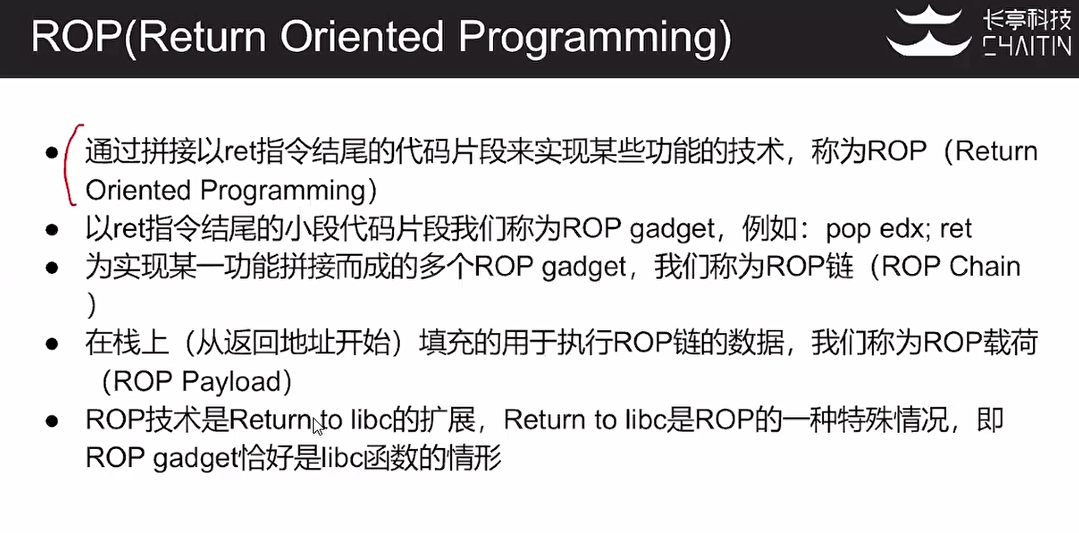 ROP(Return Oriented Programming)
长亭科技
CHAITIN
● 通过拼接以ret指令结尾的代码片段来实现某些功能的技术，称为ROP（Return
Oriented Programming）
● 以ret指令结尾的小段代码片段我们称为ROP gadget，例如：pop edx; ret
● 为实现某一功能拼接而成的多个ROP gadget，我们称为ROP链（ROP Chain
）
● 在栈上（从返回地址开始）填充的用于执行ROP链的数据，我们称为ROP载荷
（ROP Payload）
● ROP技术是Return to libc的扩展，Return to libc是ROP的一种特殊情况，即
ROP gadget恰好是libc函数的情形